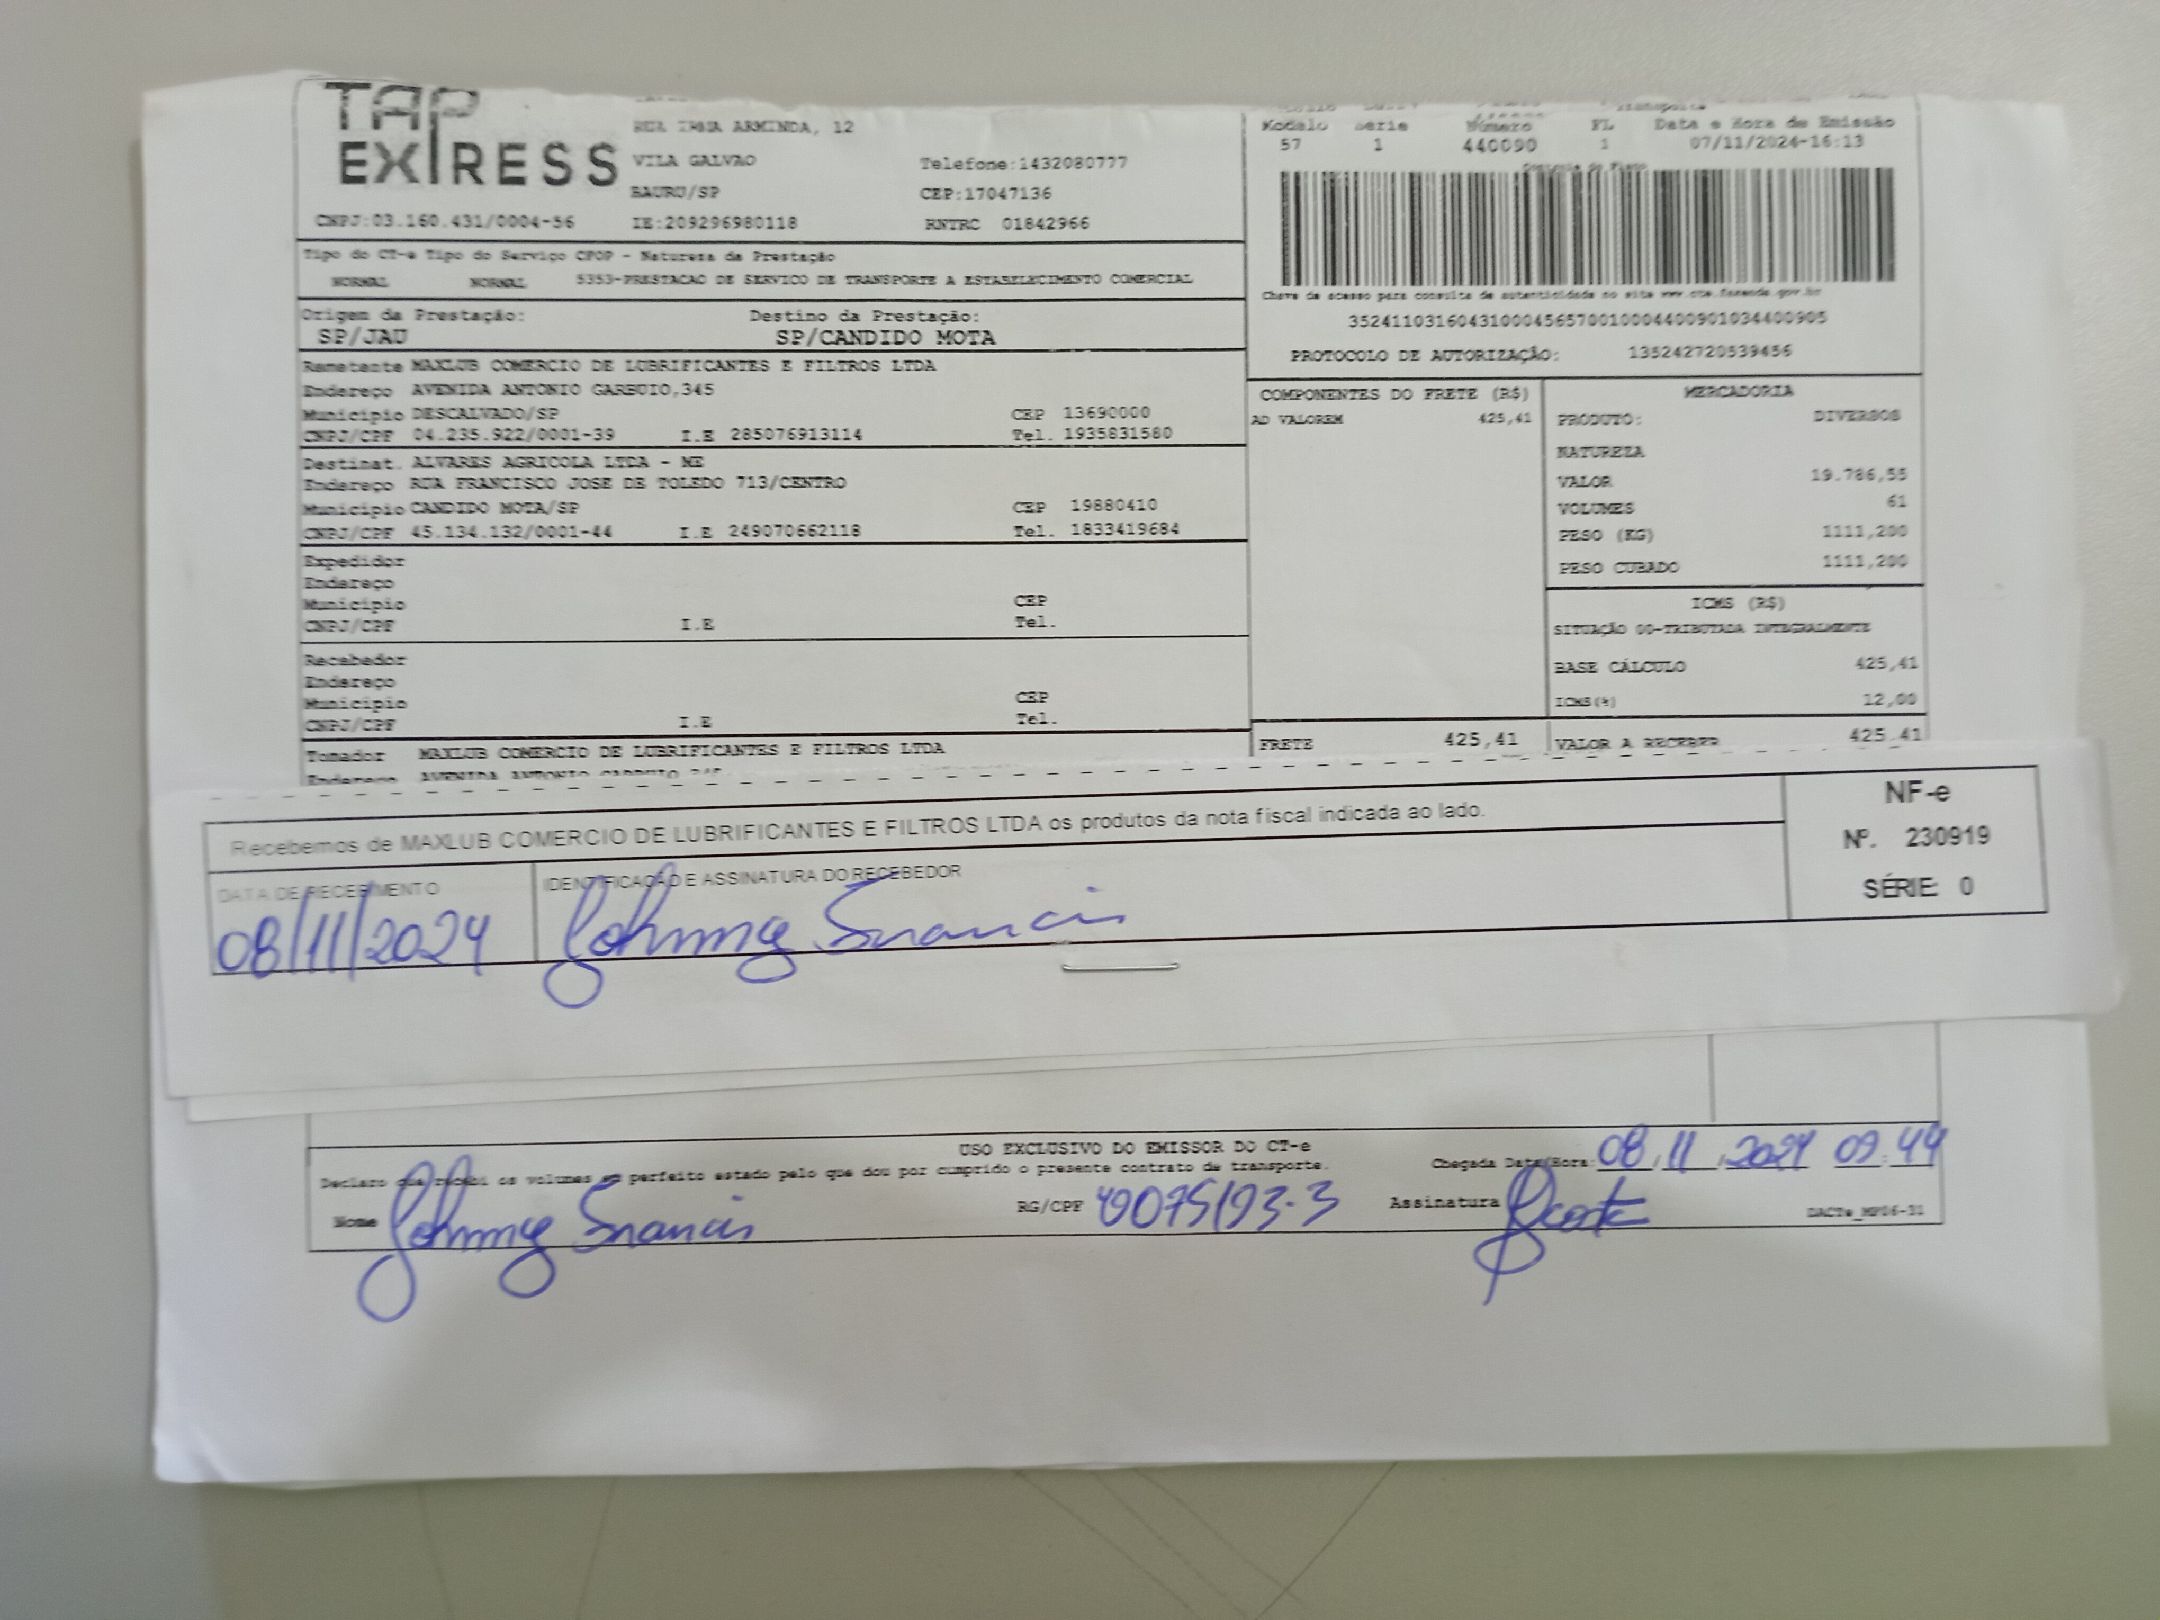 TAP EXPRESS
RUA IRMA ARMINDA, 12
VILA GALVAO Telefone:1432080777
BAURU/SP CEP:17047136
CNPJ:03.160.431/0004-56 IE:209296980118 RNTRC 01842966
Modelo Série Número FL Data e Hora de Emissão
57 1 440090 1 07/11/2024-16:13
Controle do Fisco
Chave de acesso para consulta de autenticidade no site www.cte.fazenda.gov.br
35241103160431000456570010004400901034400905
PROTOCOLO DE AUTORIZAÇÃO: 135242720539456
Tipo do CT-e Tipo do Serviço CFOP - Natureza da Prestação
NORMAL NORMAL 5353-PRESTACAO DE SERVICO DE TRANSPORTE A ESTABELECIMENTO COMERCIAL
Origem da Prestação: Destino da Prestação:
SP/JAU SP/CANDIDO MOTA
Remetente MAXLUB COMERCIO DE LUBRIFICANTES E FILTROS LTDA
Endereço AVENIDA ANTONIO GARBUIO,345
Município DESCALVADO/SP CEP 13690000
CNPJ/CPF 04.235.922/0001-39 I.E 285076913114 Tel. 1935831580
Destinat. ALVARES AGRICOLA LTDA - ME
Endereço RUA FRANCISCO JOSE DE TOLEDO 713/CENTRO
Município CANDIDO MOTA/SP CEP 19880410
CNPJ/CPF 45.134.132/0001-44 I.E 249070662118 Tel. 1833419684
Expedidor
Endereço
Município CEP
CNPJ/CPF I.E Tel.
Recebedor
Endereço
Município CEP
CNPJ/CPF I.E Tel.
Tomador MAXLUB COMERCIO DE LUBRIFICANTES E FILTROS LTDA
Endereço AVENIDA ANTONIO
COMPONENTES DO FRETE (R$)
AD VALOREM 425,41
FRETE 425,41
MERCADORIA
PRODUTO: DIVERSOS
NATUREZA
VALOR 19.786,55
VOLUMES 61
PESO (KG) 1111,200
PESO CUBADO 1111,200
ICMS (R$)
SITUAÇÃO 00-TRIBUTADA INTEGRALMENTE
BASE CÁLCULO 425,41
ICMS(%) 12,00
VALOR A RECEBER 425,41
Recebemos de MAXLUB COMERCIO DE LUBRIFICANTES E FILTROS LTDA os produtos da nota fiscal indicada ao lado.
NF-e
Nº. 230919
SÉRIE: 0
DATA DE RECEBIMENTO IDENTIFICAÇÃO E ASSINATURA DO RECEBEDOR
08/11/2024 Johnny Francis
USO EXCLUSIVO DO EMISSOR DO CT-e
Declaro que recebi os volumes em perfeito estado pelo que dou por cumprido o presente contrato de transporte.
Chegada Data/Hora: 08/11/2024 09:44
Nome Johnny Francis RG/CPF 40075193-3 Assinatura